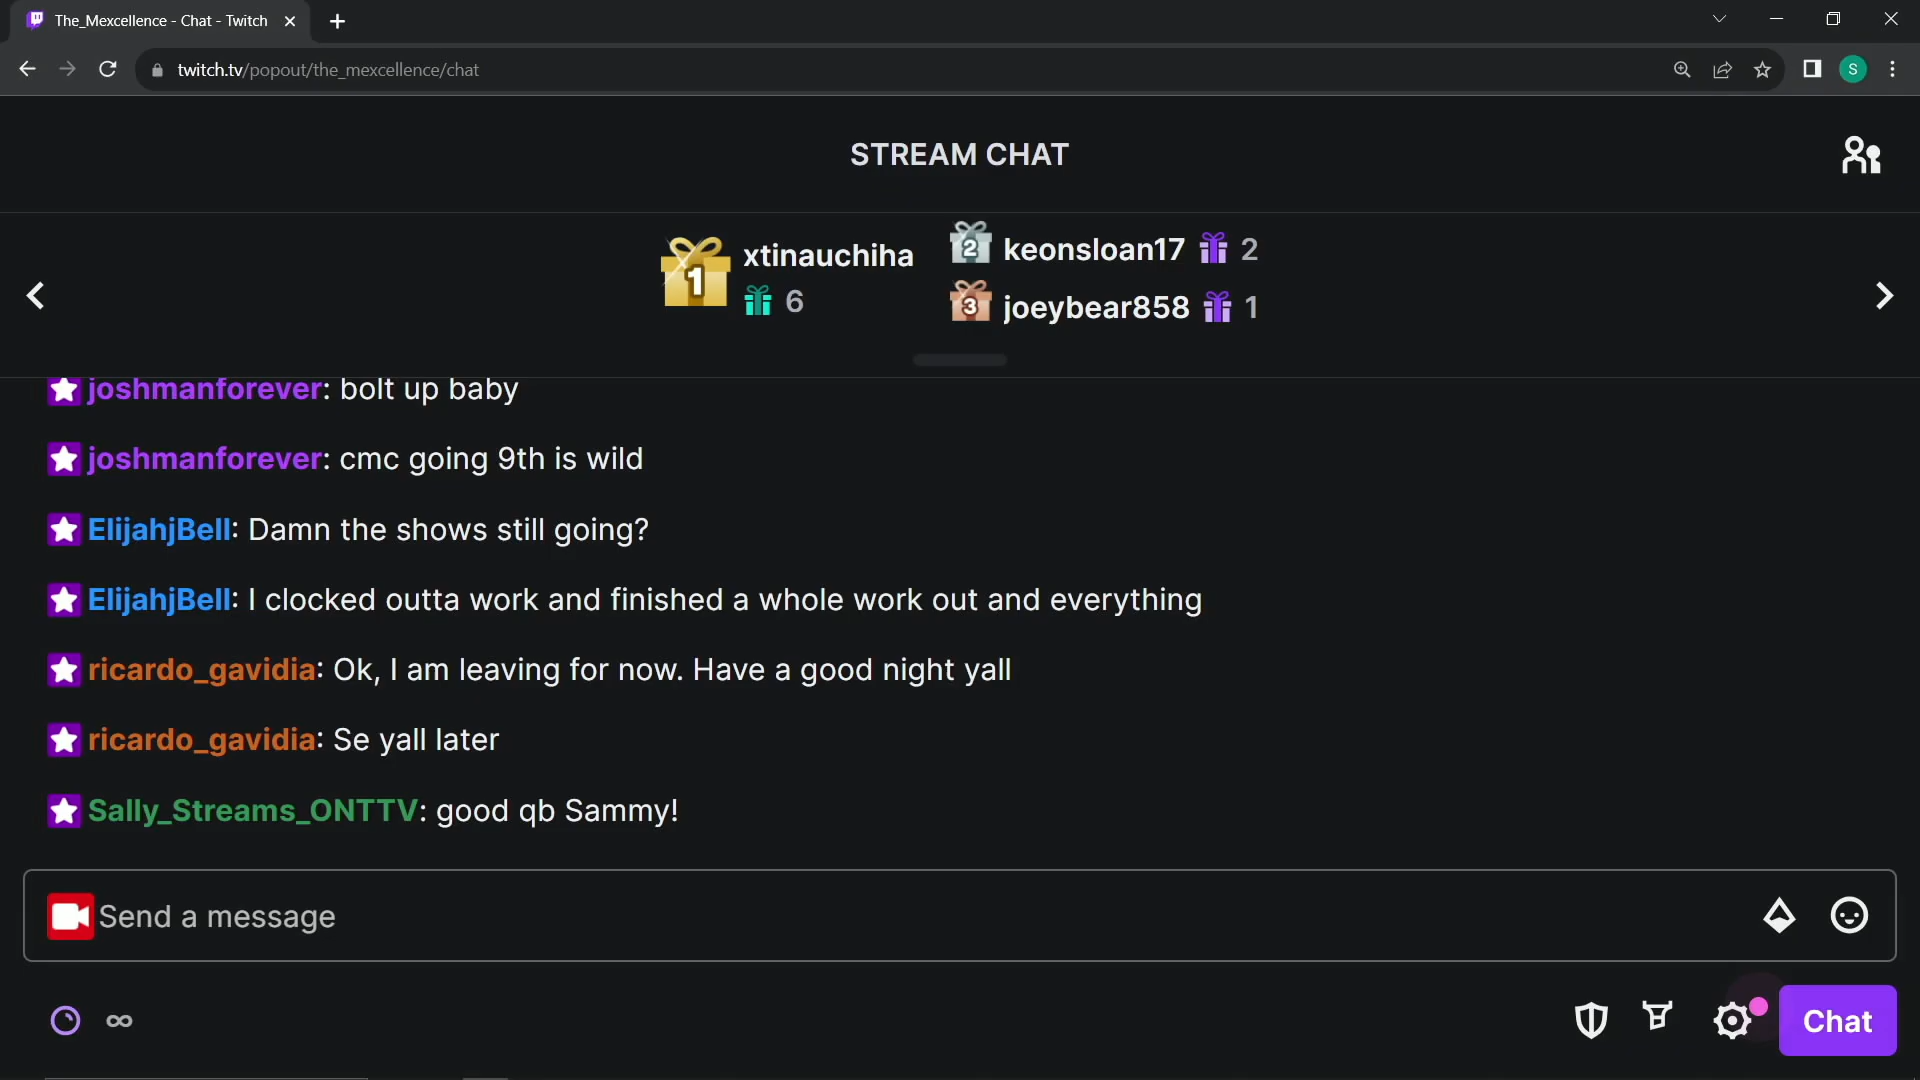 The_Mexcellence - Chat - Twitch
twitch.tv/popout/the_mexcellence/chat
S
STREAM CHAT
1 xtinauchiha
6
2 keonsloan17 2
3 joeybear858 1
joshmanforever: bolt up baby
joshmanforever: cmc going 9th is wild
ElijahjBell: Damn the shows still going?
ElijahjBell: I clocked outta work and finished a whole work out and everything
ricardo_gavidia: Ok, I am leaving for now. Have a good night yall
ricardo_gavidia: Se yall later
Sally_Streams_ONTTV: good qb Sammy!
Send a message
Chat